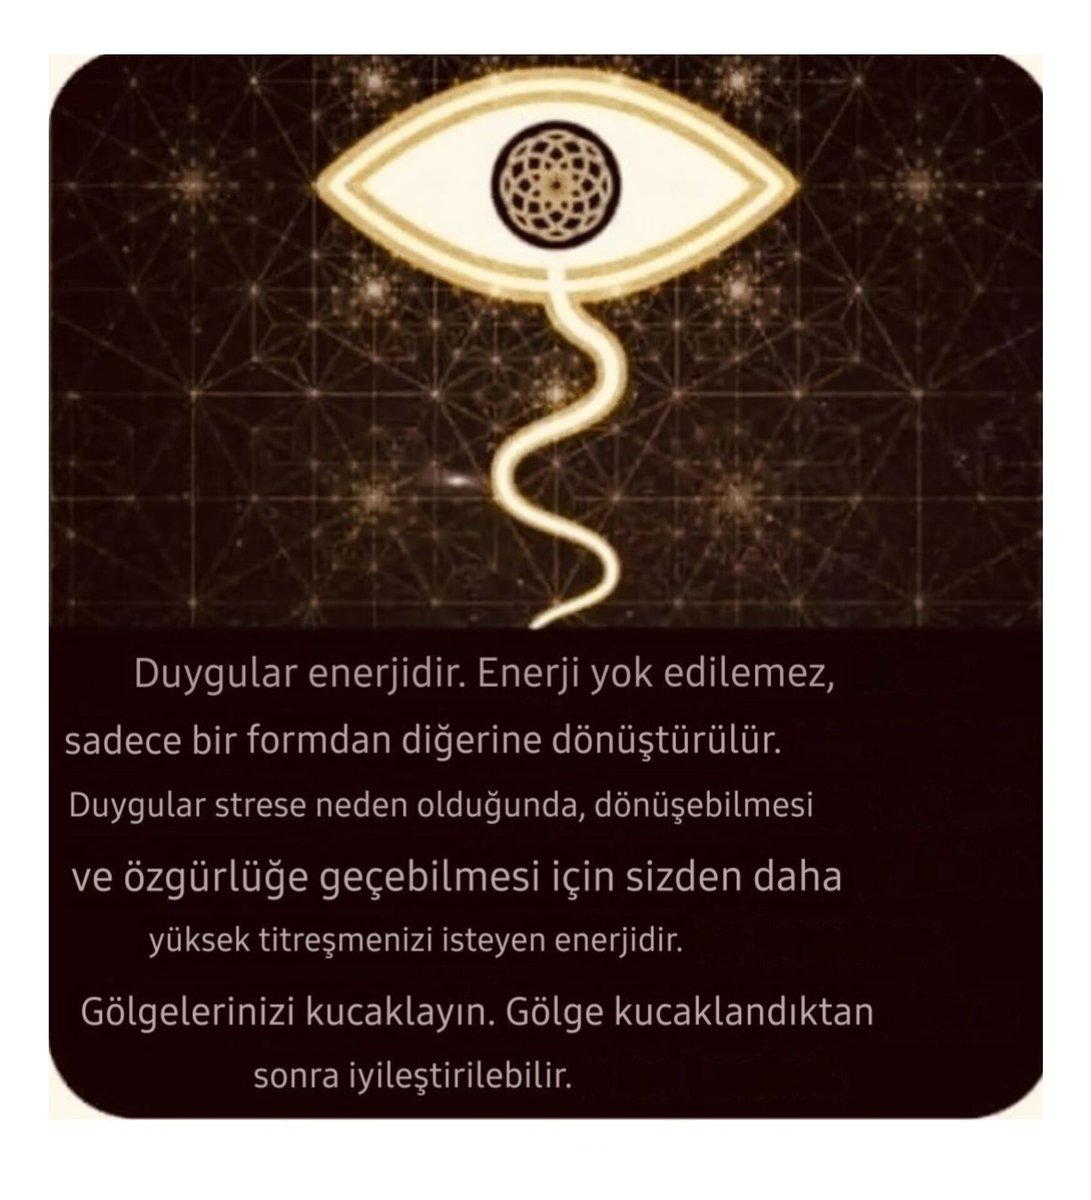 Duygular enerjidir. Enerji yok edilemez,
sadece bir formdan diğerine dönüştürülür.
Duygular strese neden olduğunda, dönüşebilmesi
ve özgürlüğe geçebilmesi için sizden daha
yüksek titreşmenizi isteyen enerjidir.
Gölgelerinizi kucaklayın. Gölge kucaklandıktan
sonra iyileştirilebilir.